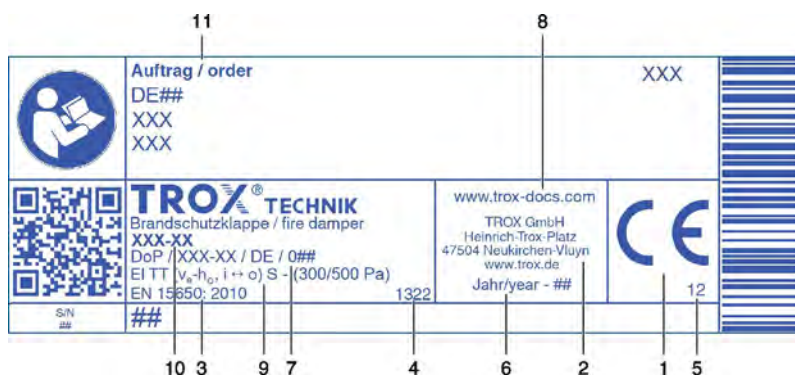 11 8
Auftrag / order XXX
DE##
XXX
XXX
TROX® TECHNIK
Brandschutzklappe / fire damper
XXX-XX
DoP / XXX-XX / DE / 0##
EI TT (vₑ-hₒ, i ↔ o) S - (300/500 Pa)
EN 15650: 2010 1322
www.trox-docs.com
TROX GmbH
Heinrich-Trox-Platz
47504 Neukirchen-Vluyn
www.trox.de
Jahr/year - ##
CE
12
S/N
##
##
10 3 9 7 4 6 2 1 5